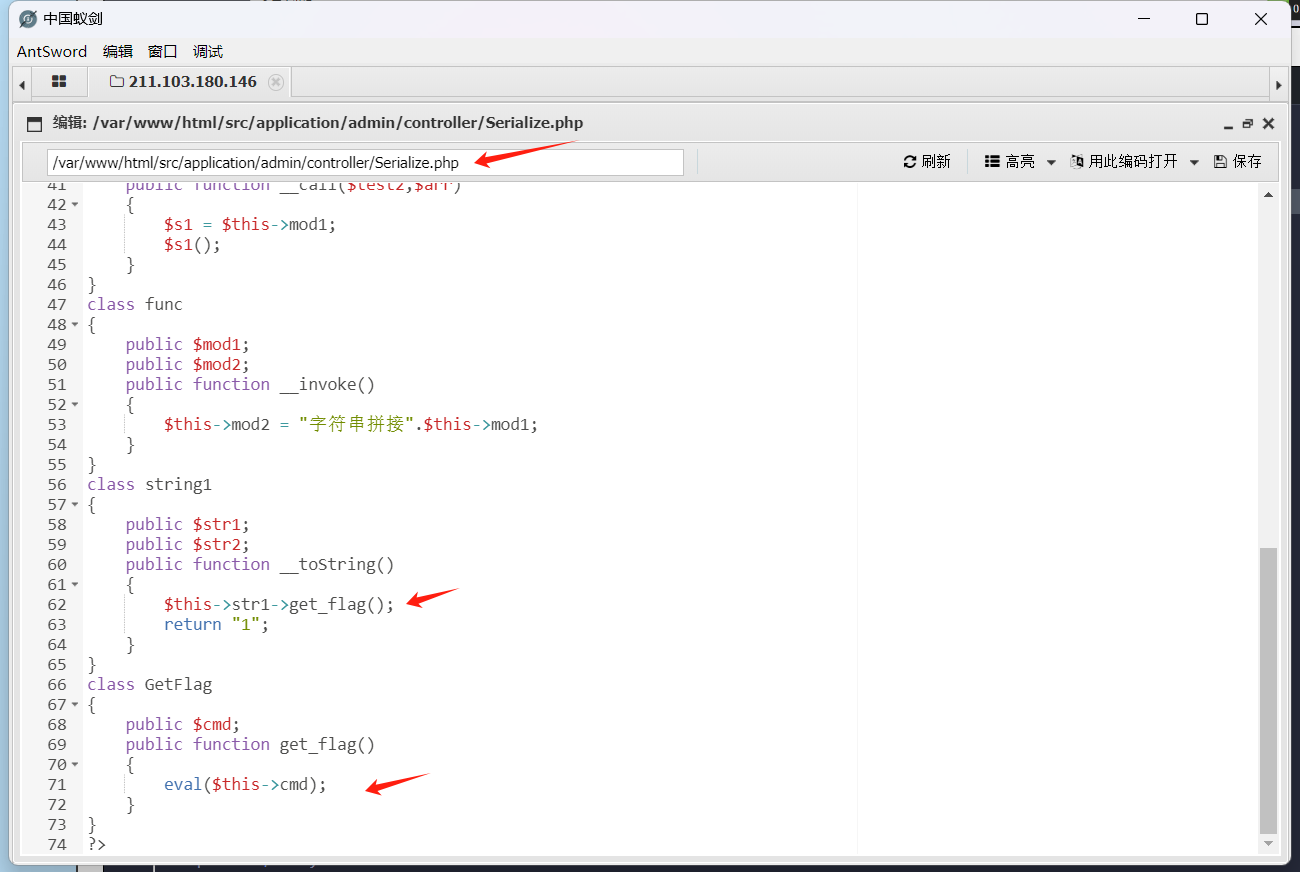 中国蚁剑
AntSword 编辑 窗口 调试
211.103.180.146
编辑: /var/www/html/src/application/admin/controller/Serialize.php
/var/www/html/src/application/admin/controller/Serialize.php 刷新 高亮 用此编码打开 保存
41 public function __call($test2,$arr)
42 {
43 $s1 = $this->mod1;
44 $s1();
45 }
46 }
47 class func
48 {
49 public $mod1;
50 public $mod2;
51 public function __invoke()
52 {
53 $this->mod2 = "字符串拼接".$this->mod1;
54 }
55 }
56 class string1
57 {
58 public $str1;
59 public $str2;
60 public function __toString()
61 {
62 $this->str1->get_flag();
63 return "1";
64 }
65 }
66 class GetFlag
67 {
68 public $cmd;
69 public function get_flag()
70 {
71 eval($this->cmd);
72 }
73 }
74 ?>